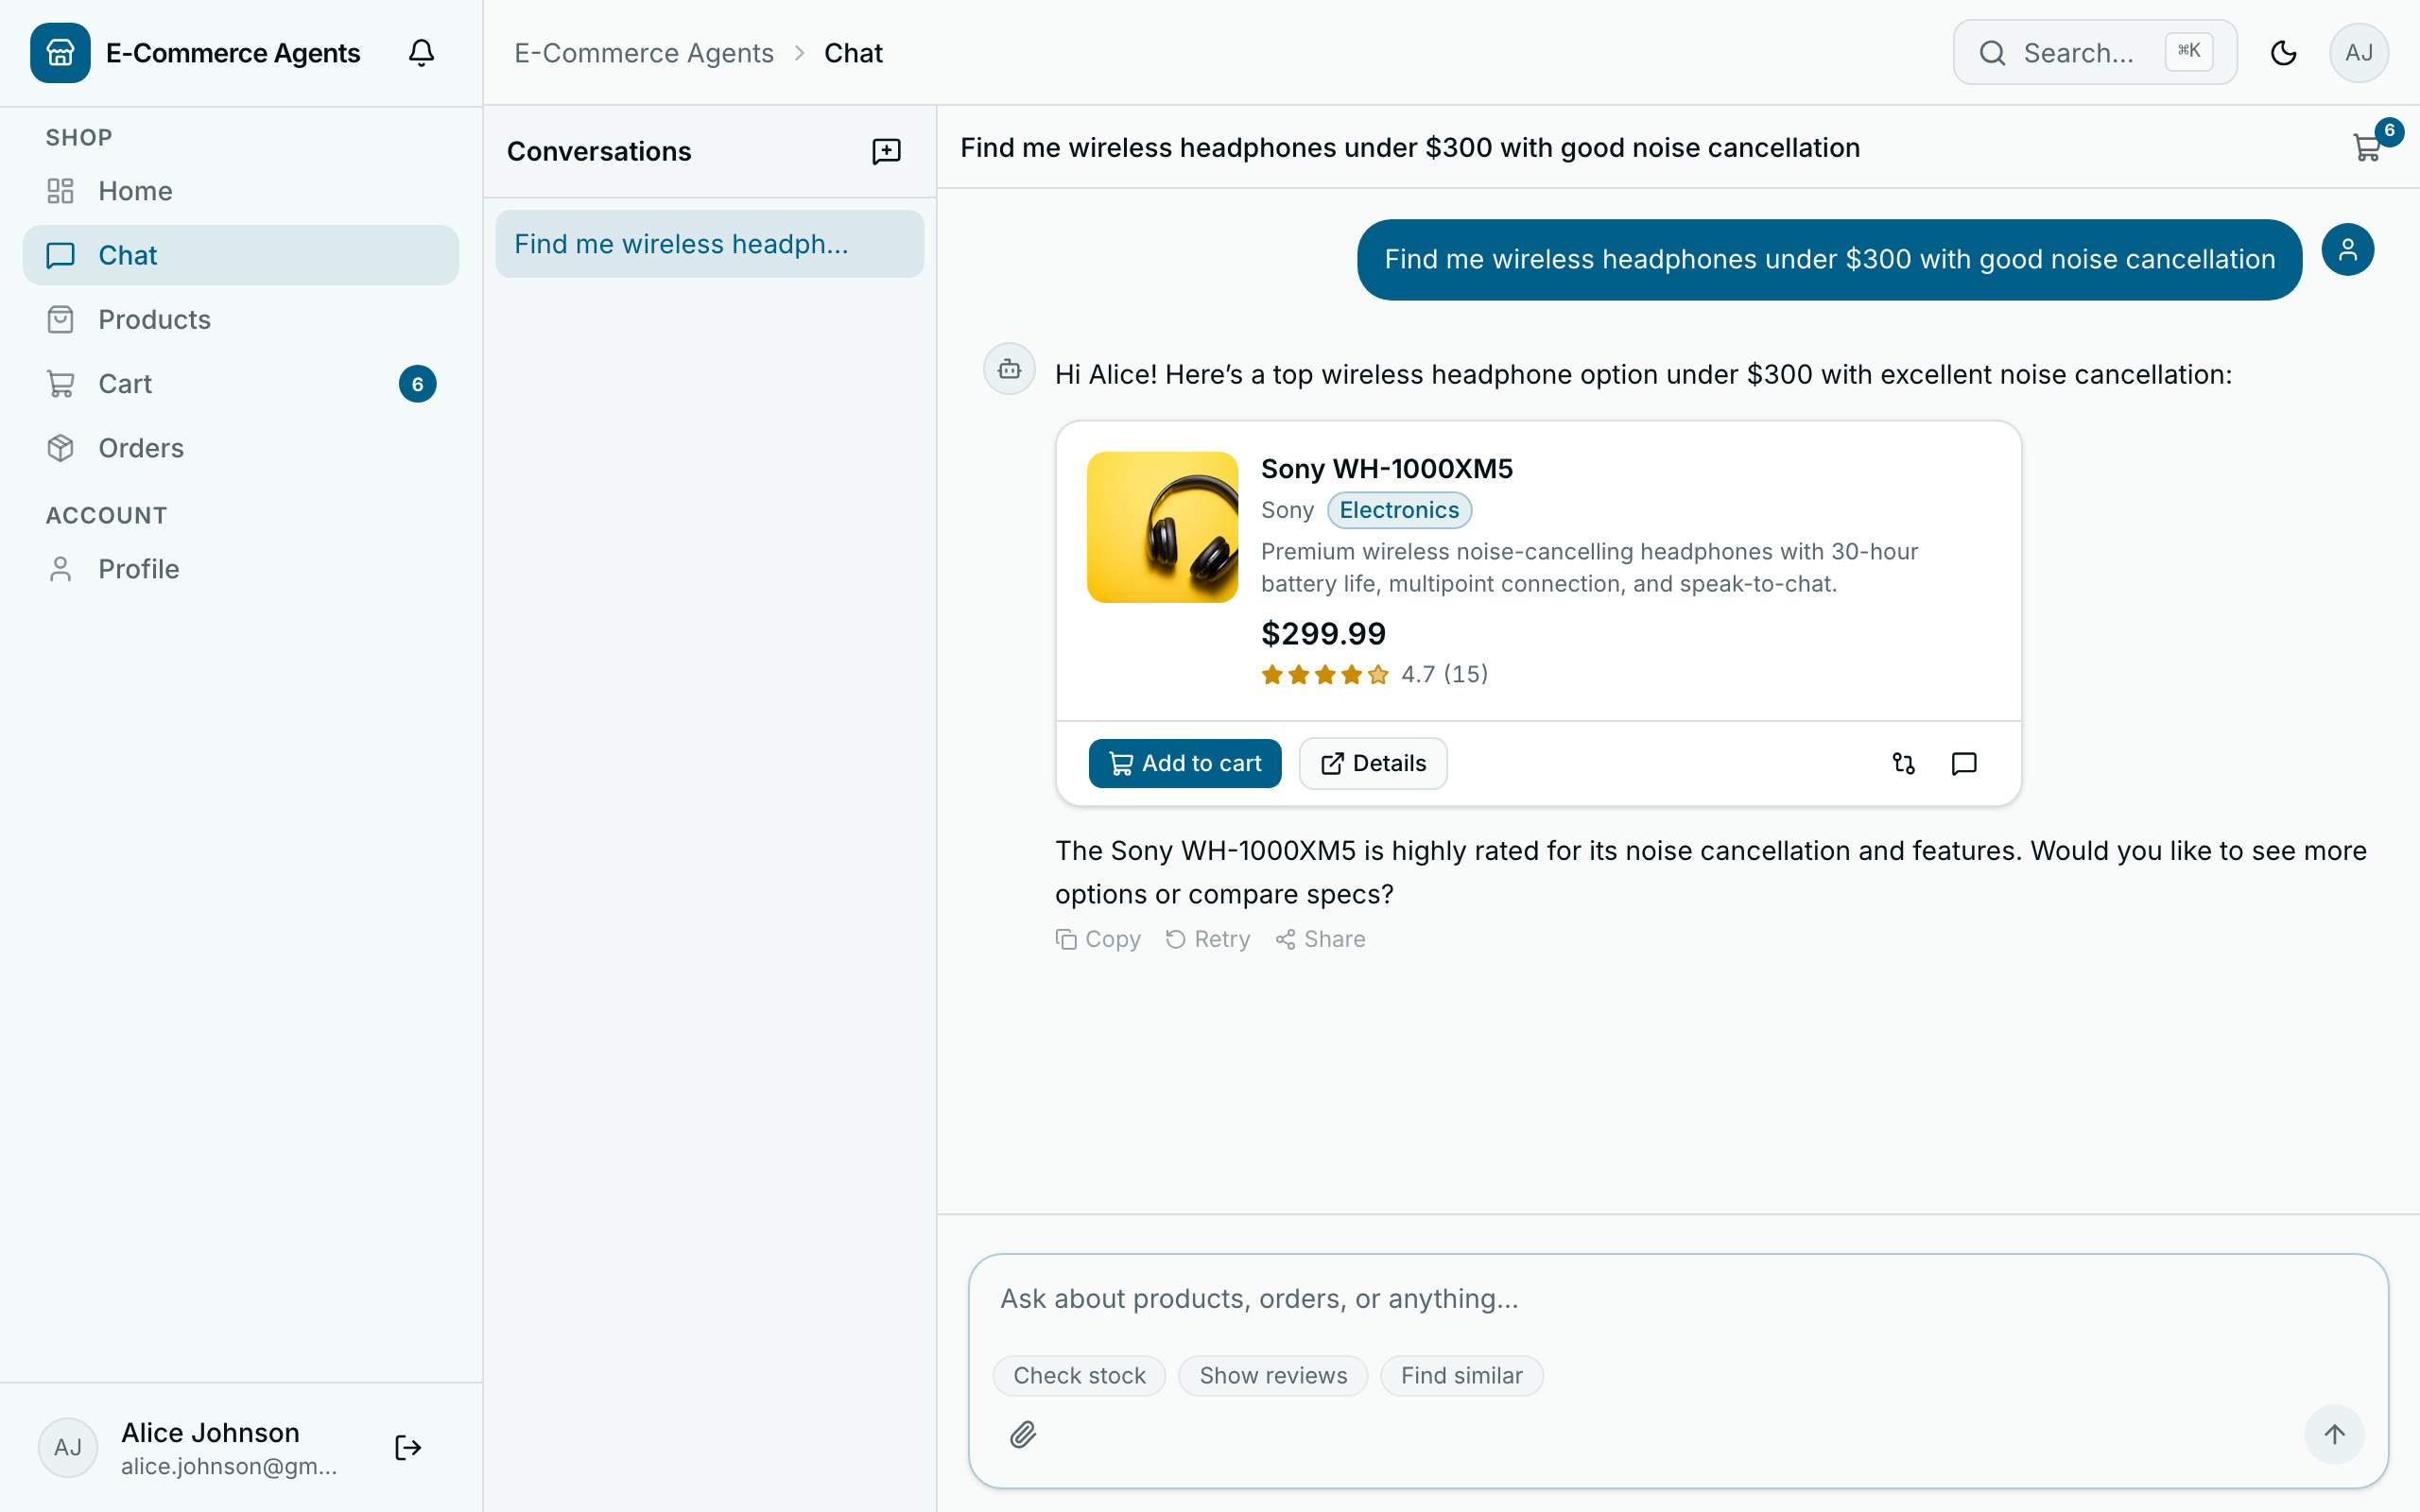 E-Commerce Agents
SHOP
Home
Chat
Products
Cart
6
Orders
ACCOUNT
Profile
AJ
Alice Johnson
alice.johnson@gm...
E-Commerce Agents
Chat
Search...
⌘K
AJ
Conversations
Find me wireless headph...
Find me wireless headphones under $300 with good noise cancellation
6
Find me wireless headphones under $300 with good noise cancellation
Hi Alice! Here’s a top wireless headphone option under $300 with excellent noise cancellation:
Sony WH-1000XM5
Sony
Electronics
Premium wireless noise-cancelling headphones with 30-hour
battery life, multipoint connection, and speak-to-chat.
$299.99
4.7 (15)
Add to cart
Details
The Sony WH-1000XM5 is highly rated for its noise cancellation and features. Would you like to see more
options or compare specs?
Copy
Retry
Share
Ask about products, orders, or anything...
Check stock
Show reviews
Find similar